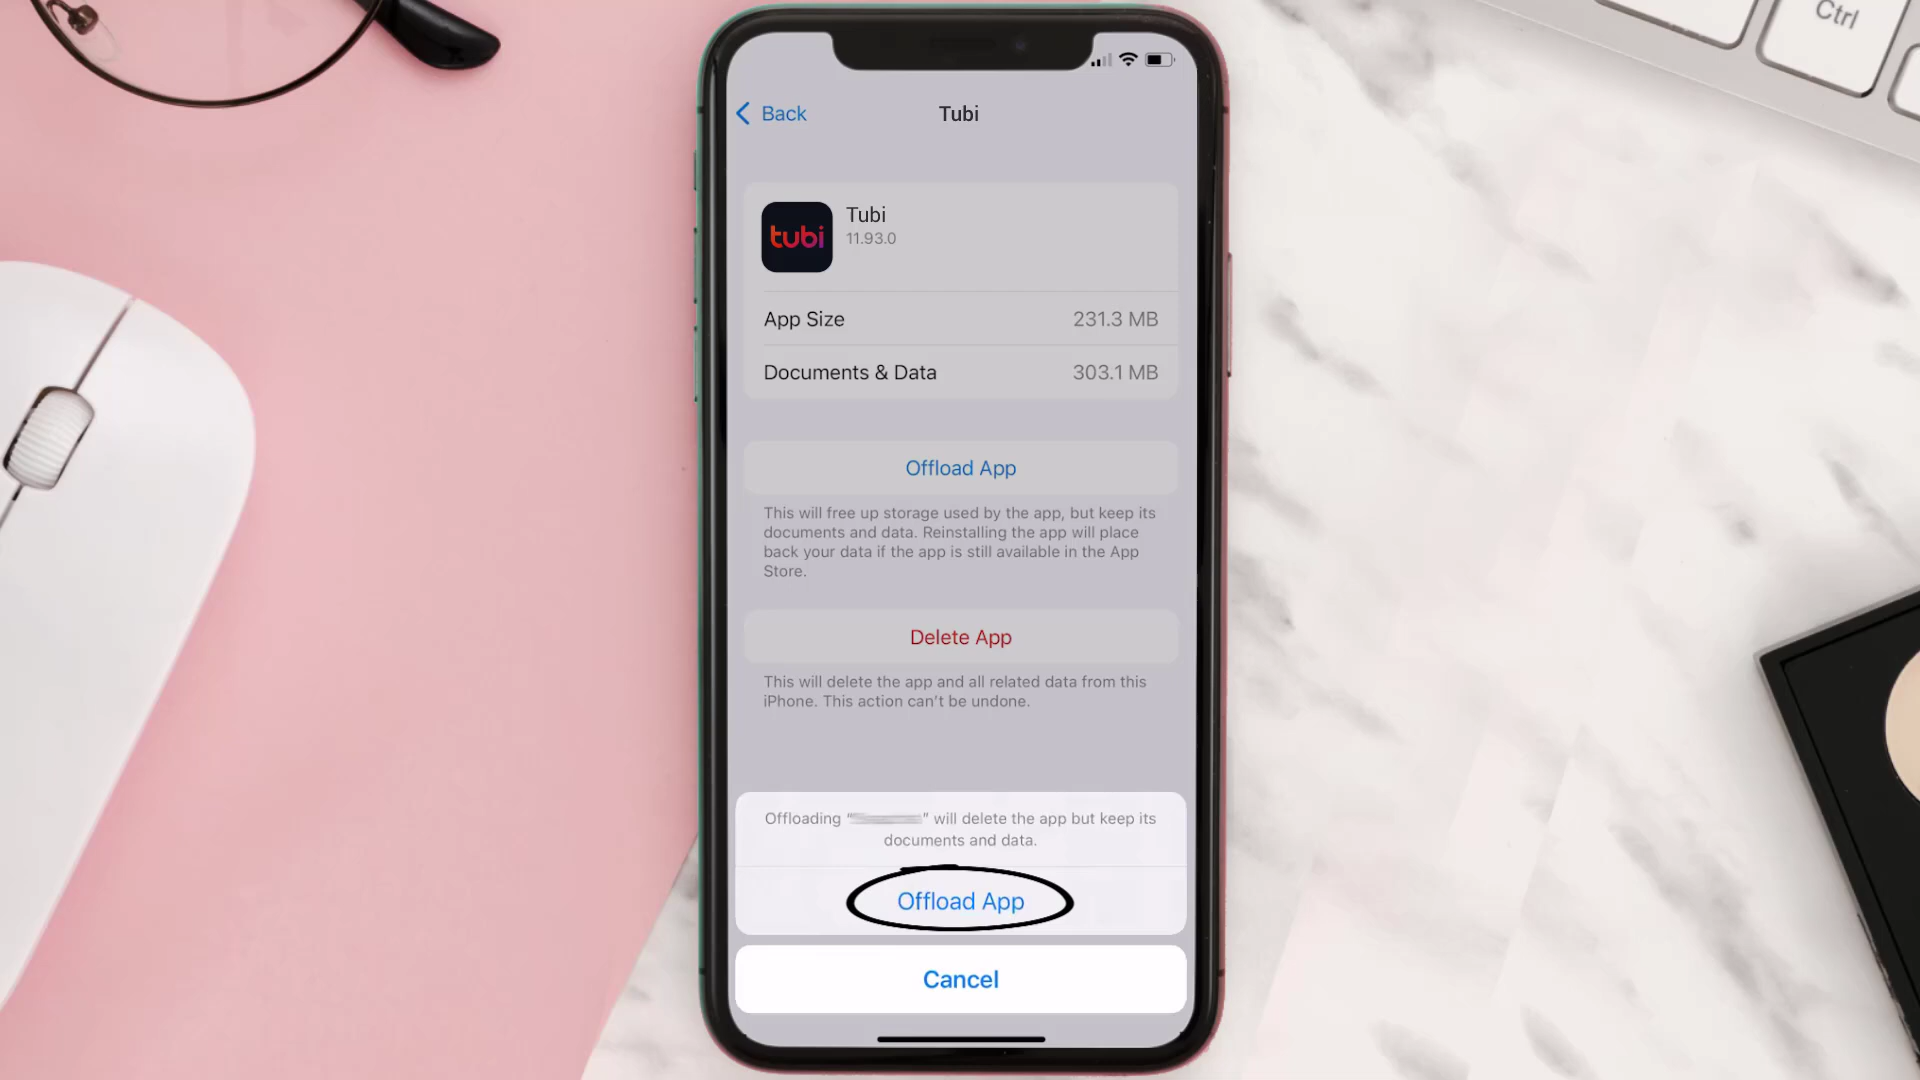 Ctrl
Back
Tubi
tubi
Tubi
11.93.0
App Size
231.3 MB
Documents & Data
303.1 MB
Offload App
This will free up storage used by the app, but keep its
documents and data. Reinstalling the app will place
back your data if the app is still available in the App
Store.
Delete App
This will delete the app and all related data from this
iPhone. This action can't be undone.
Offloading "" will delete the app but keep its
documents and data.
Offload App
Cancel